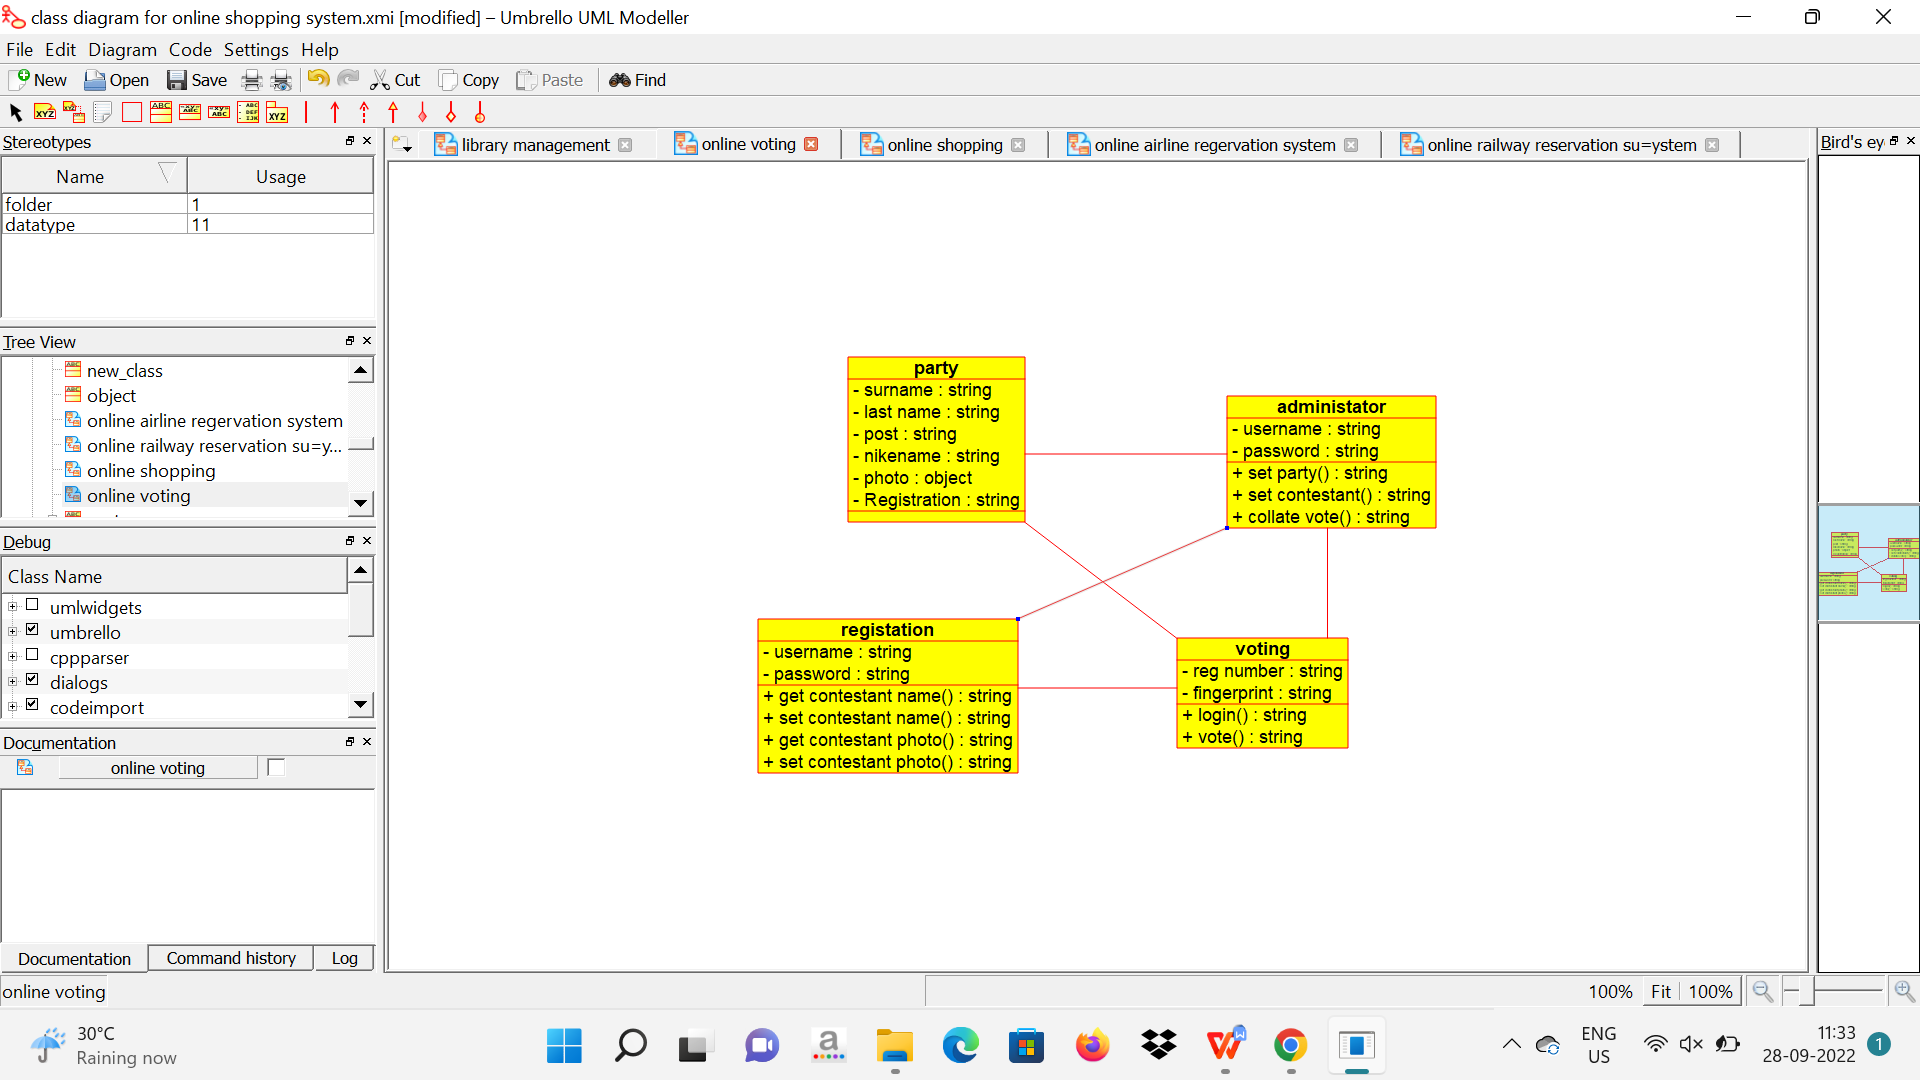 class diagram for online shopping system.xmi [modified] – Umbrello UML Modeller
File Edit Diagram Code Settings Help
New Open Save Cut Copy Paste Find
Stereotypes
Name Usage
folder 1
datatype 11
Tree View
new_class
object
online airline regervation system
online railway reservation su=y...
online shopping
online voting
Debug
Class Name
umlwidgets
umbrello
cppparser
dialogs
codeimport
Documentation
online voting
Documentation Command history Log
library management online voting online shopping online airline regervation system online railway reservation su=ystem
party
- surname : string
- last name : string
- post : string
- nikename : string
- photo : object
- Registration : string
administator
- username : string
- password : string
+ set party() : string
+ set contestant() : string
+ collate vote() : string
registation
- username : string
- password : string
+ get contestant name() : string
+ set contestant name() : string
+ get contestant photo() : string
+ set contestant photo() : string
voting
- reg number : string
- fingerprint : string
+ login() : string
+ vote() : string
Bird's ey
online voting 100% Fit 100%
30°C
Raining now
ENG
US
11:33
28-09-2022
1